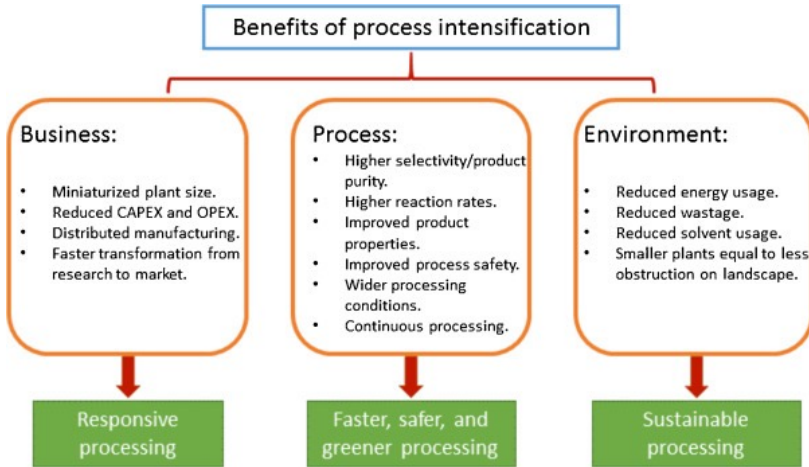 Benefits of process intensification
Business:
• Miniaturized plant size.
• Reduced CAPEX and OPEX.
• Distributed manufacturing.
• Faster transformation from
research to market.
Process:
• Higher selectivity/product
purity.
• Higher reaction rates.
• Improved product
properties.
• Improved process safety.
• Wider processing
conditions.
• Continuous processing.
Environment:
• Reduced energy usage.
• Reduced wastage.
• Reduced solvent usage.
• Smaller plants equal to less
obstruction on landscape.
Responsive
processing
Faster, safer, and
greener processing
Sustainable
processing